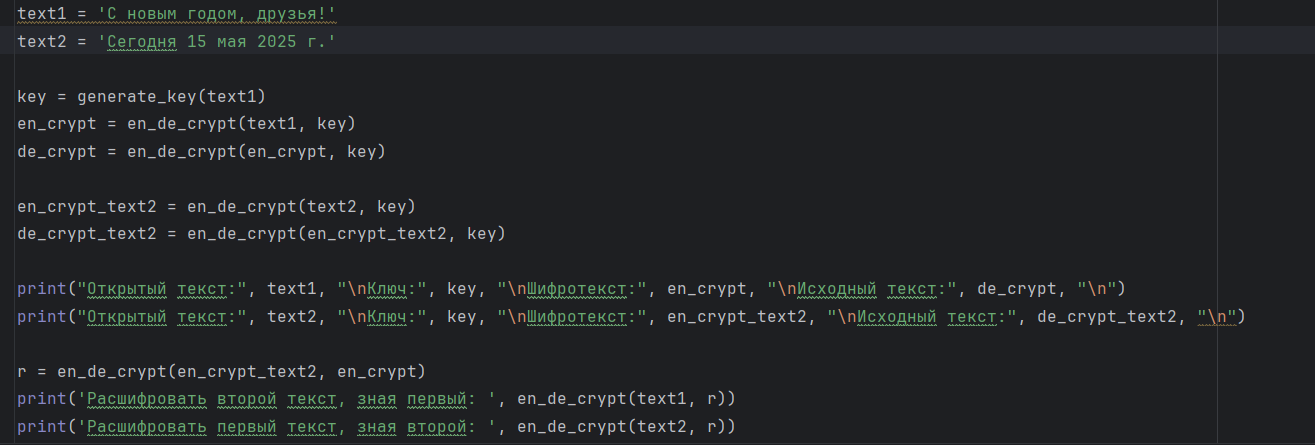 text1 = 'С новым годом, друзья!'
text2 = 'Сегодня 15 мая 2025 г.'
key = generate_key(text1)
en_crypt = en_de_crypt(text1, key)
de_crypt = en_de_crypt(en_crypt, key)
en_crypt_text2 = en_de_crypt(text2, key)
de_crypt_text2 = en_de_crypt(en_crypt_text2, key)
print("Открытый текст:", text1, "\nКлюч:", key, "\nШифротекст:", en_crypt, "\nИсходный текст:", de_crypt, "\n")
print("Открытый текст:", text2, "\nКлюч:", key, "\nШифротекст:", en_crypt_text2, "\nИсходный текст:", de_crypt_text2, "\n")
r = en_de_crypt(en_crypt_text2, en_crypt)
print('Расшифровать второй текст, зная первый: ', en_de_crypt(text1, r))
print('Расшифровать первый текст, зная второй: ', en_de_crypt(text2, r))